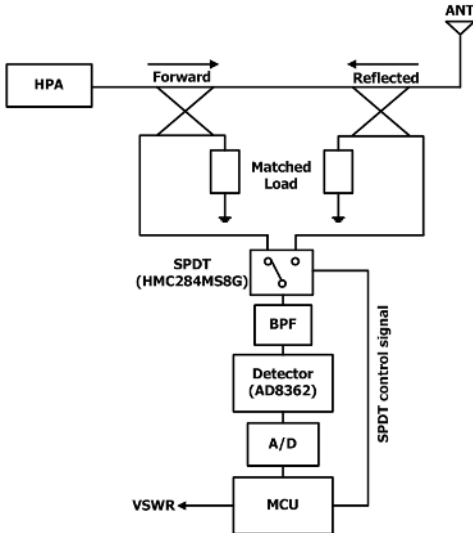 ANT
Forward
Reflected
HPA
Matched
Load
SPDT
(HMC284MS8G)
BPF
SPDT control signal
Detector
(AD8362)
A/D
VSWR
MCU